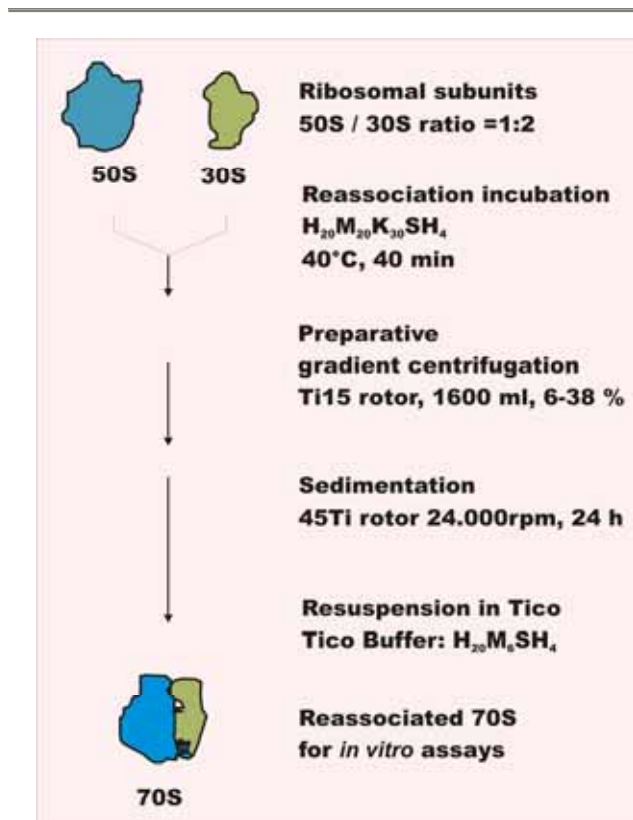 Ribosomal subunits
50S / 30S ratio =1:2
50S 30S
Reassociation incubation
H₂₀M₂₀K₃₀SH₄
40°C, 40 min
Preparative
gradient centrifugation
Ti15 rotor, 1600 ml, 6-38 %
Sedimentation
45Ti rotor 24.000rpm, 24 h
Resuspension in Tico
Tico Buffer: H₂₀M₆SH₄
Reassociated 70S
for in vitro assays
70S